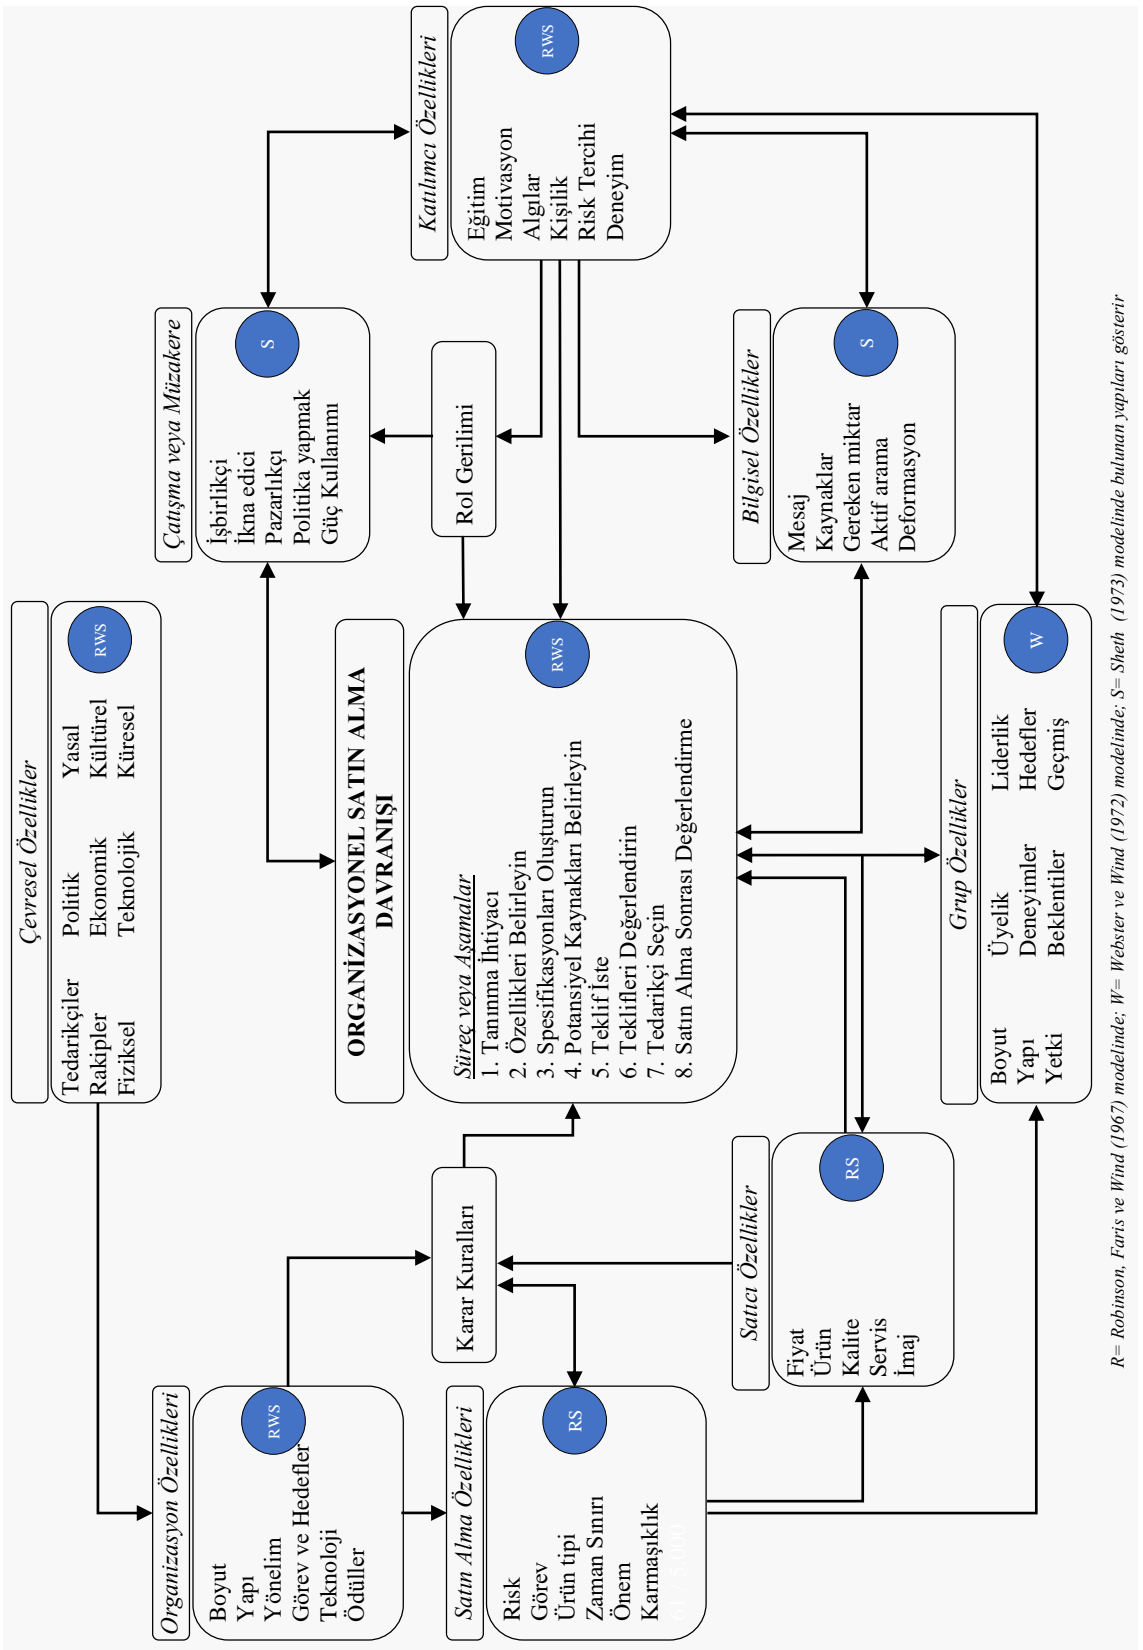 Çevresel Özellikler
Tedarikçiler Politik Yasal
Rakipler Ekonomik Kültürel
Fiziksel Teknolojik Küresel
RWS
Organizasyon Özellikleri
Boyut
Yapı
Yönelim
Görev ve Hedefler
Teknoloji
Ödüller
RWS
Satın Alma Özellikleri
Risk
Görev
Ürün tipi
Zaman Sınırı
Önem
Karmaşıklık
RS
Karar Kuralları
Satıcı Özellikler
Fiyat
Ürün
Kalite
Servis
İmaj
RS
ORGANİZASYONEL SATIN ALMA
DAVRANIŞI
Süreç veya Aşamalar
1. Tanınma İhtiyacı
2. Özellikleri Belirleyin
3. Spesifikasyonları Oluşturun
4. Potansiyel Kaynakları Belirleyin
5. Teklif İste
6. Teklifleri Değerlendirin
7. Tedarikçi Seçin
8. Satın Alma Sonrası Değerlendirme
RWS
Grup Özellikler
Boyut Üyelik Liderlik
Yapı Deneyimler Hedefler
Yetki Beklentiler Geçmiş
W
Çatışma veya Müzakere
İşbirlikçi
İkna edici
Pazarlıkçı
Politika yapmak
Güç Kullanımı
S
Rol Gerilimi
Bilgisel Özellikler
Mesaj
Kaynaklar
Gereken miktar
Aktif arama
Deformasyon
S
Katılımcı Özellikleri
Eğitim
Motivasyon
Algılar
Kişilik
Risk Tercihi
Deneyim
RWS
R= Robinson, Faris ve Wind (1967) modelinde; W= Webster ve Wind (1972) modelinde; S= Sheth (1973) modelinde bulunan yapıları gösterir